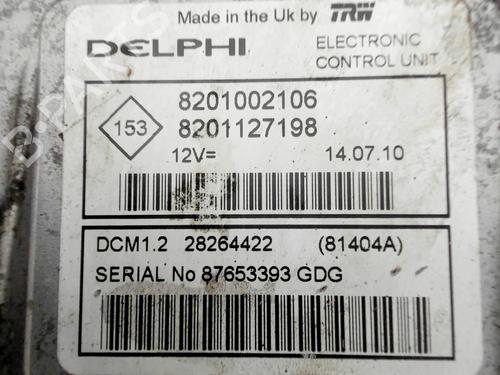 Made in the Uk by TRW
DELPHI
ELECTRONIC
CONTROL UNIT
8201002106
153
8201127198
12V=
14.07.10
DCM1.2 28264422 (81404A)
SERIAL No 87653393 GDG
B-PARTS